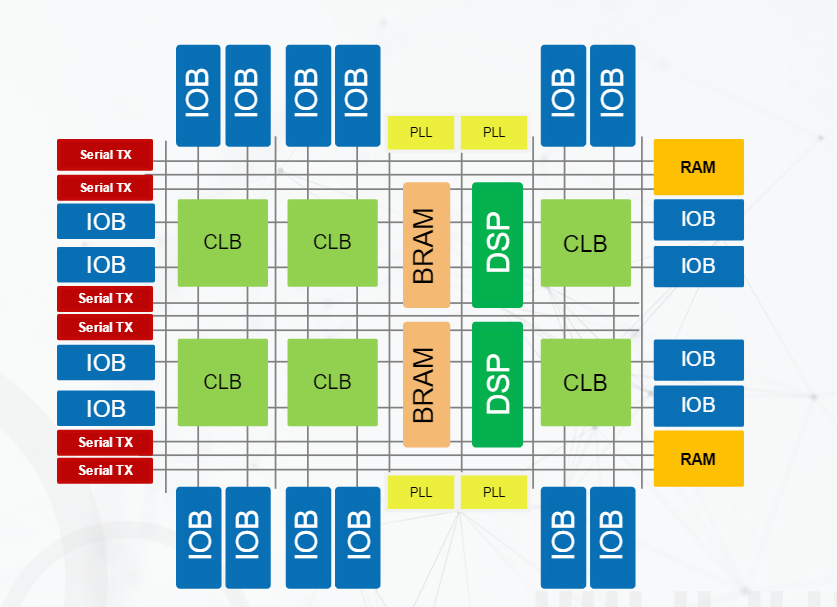 IOB
IOB
IOB
IOB
IOB
IOB
PLL
PLL
Serial TX
RAM
Serial TX
IOB
IOB
CLB
CLB
BRAM
DSP
CLB
IOB
IOB
Serial TX
Serial TX
IOB
IOB
CLB
CLB
BRAM
DSP
CLB
IOB
IOB
Serial TX
RAM
Serial TX
PLL
PLL
IOB
IOB
IOB
IOB
IOB
IOB